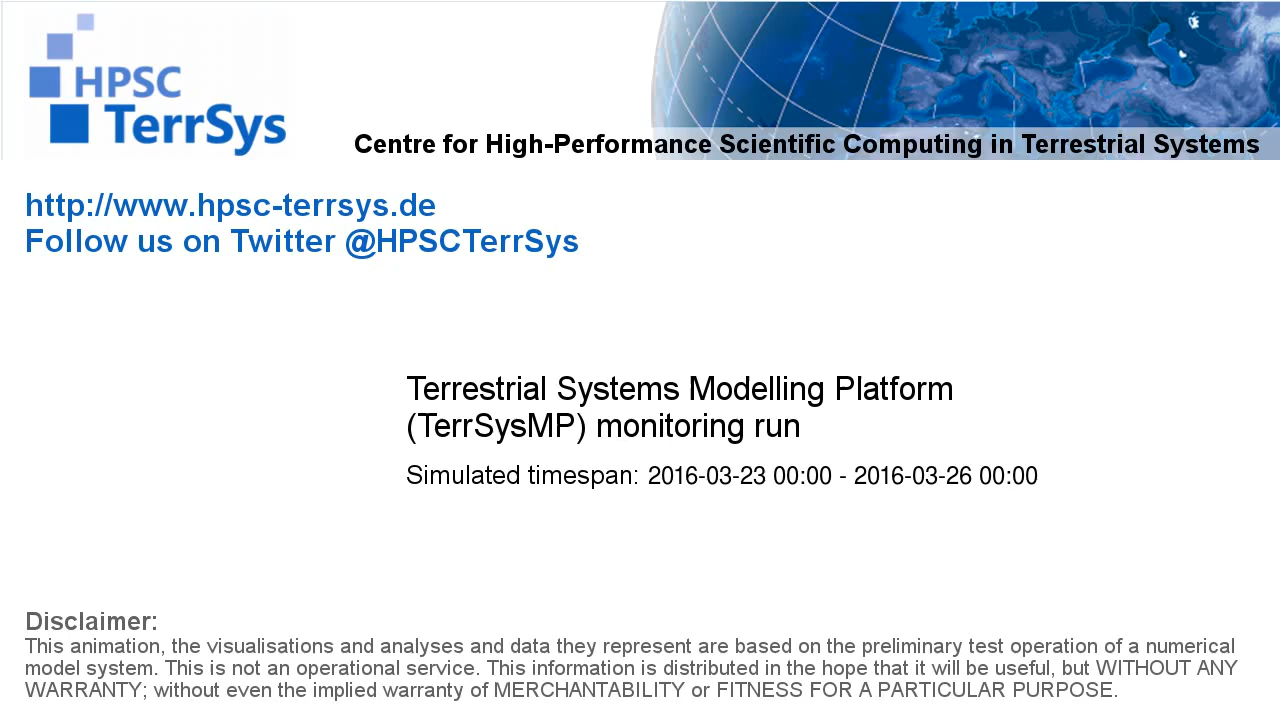 HPSC
TerrSys
Centre for High-Performance Scientific Computing in Terrestrial Systems
http://www.hpsc-terrsys.de
Follow us on Twitter @HPSCTerrSys
Terrestrial Systems Modelling Platform
(TerrSysMP) monitoring run
Simulated timespan: 2016-03-23 00:00 - 2016-03-26 00:00
Disclaimer:
This animation, the visualisations and analyses and data they represent are based on the preliminary test operation of a numerical
model system. This is not an operational service. This information is distributed in the hope that it will be useful, but WITHOUT ANY
WARRANTY; without even the implied warranty of MERCHANTABILITY or FITNESS FOR A PARTICULAR PURPOSE.